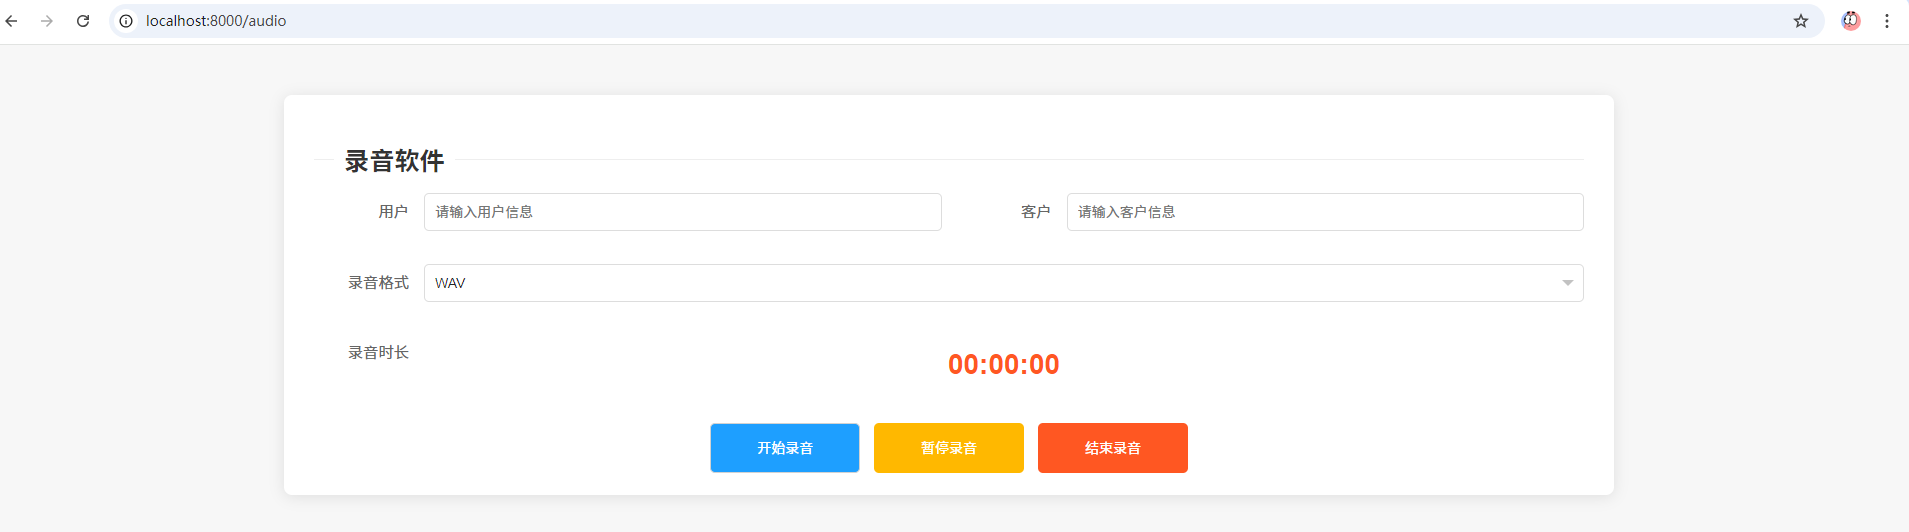 localhost:8000/audio
录音软件
用户 请输入用户信息 客户 请输入客户信息
录音格式 WAV
录音时长 00:00:00
开始录音 暂停录音 结束录音